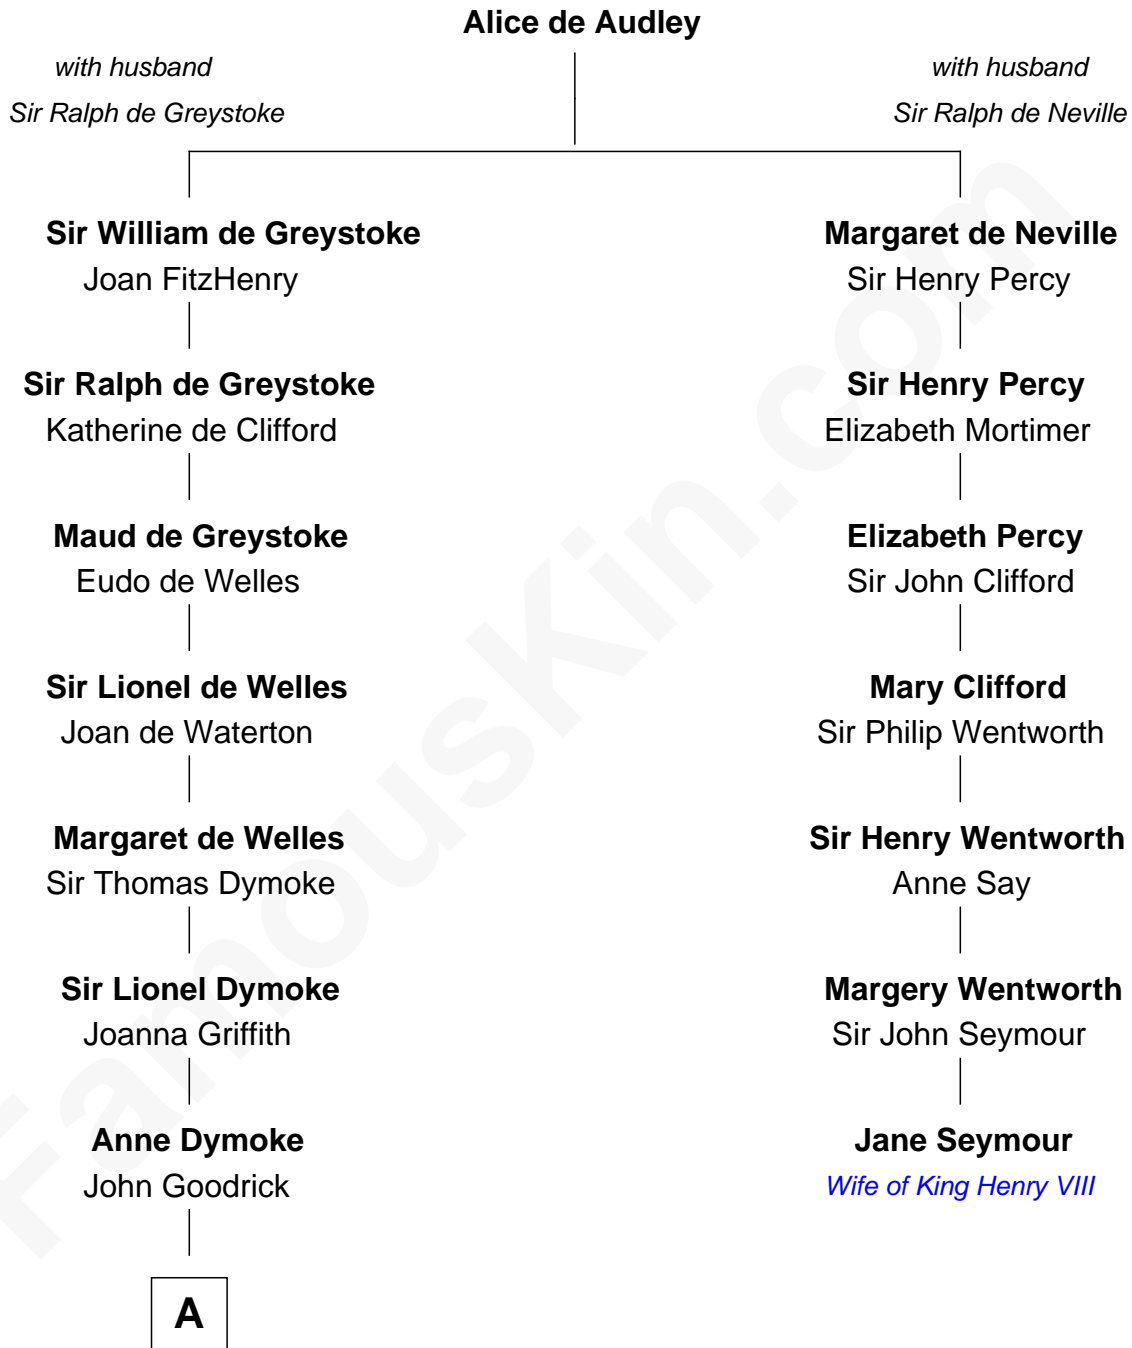 Alice de Audley
with husband
Sir Ralph de Greystoke
with husband
Sir Ralph de Neville
Sir William de Greystoke
Joan FitzHenry
Margaret de Neville
Sir Henry Percy
Sir Ralph de Greystoke
Katherine de Clifford
Sir Henry Percy
Elizabeth Mortimer
Maud de Greystoke
Eudo de Welles
Elizabeth Percy
Sir John Clifford
Sir Lionel de Welles
Joan de Waterton
Mary Clifford
Sir Philip Wentworth
Margaret de Welles
Sir Thomas Dymoke
Sir Henry Wentworth
Anne Say
Sir Lionel Dymoke
Joanna Griffith
Margery Wentworth
Sir John Seymour
Anne Dymoke
John Goodrick
Jane Seymour
Wife of King Henry VIII
A
FamousKin.com